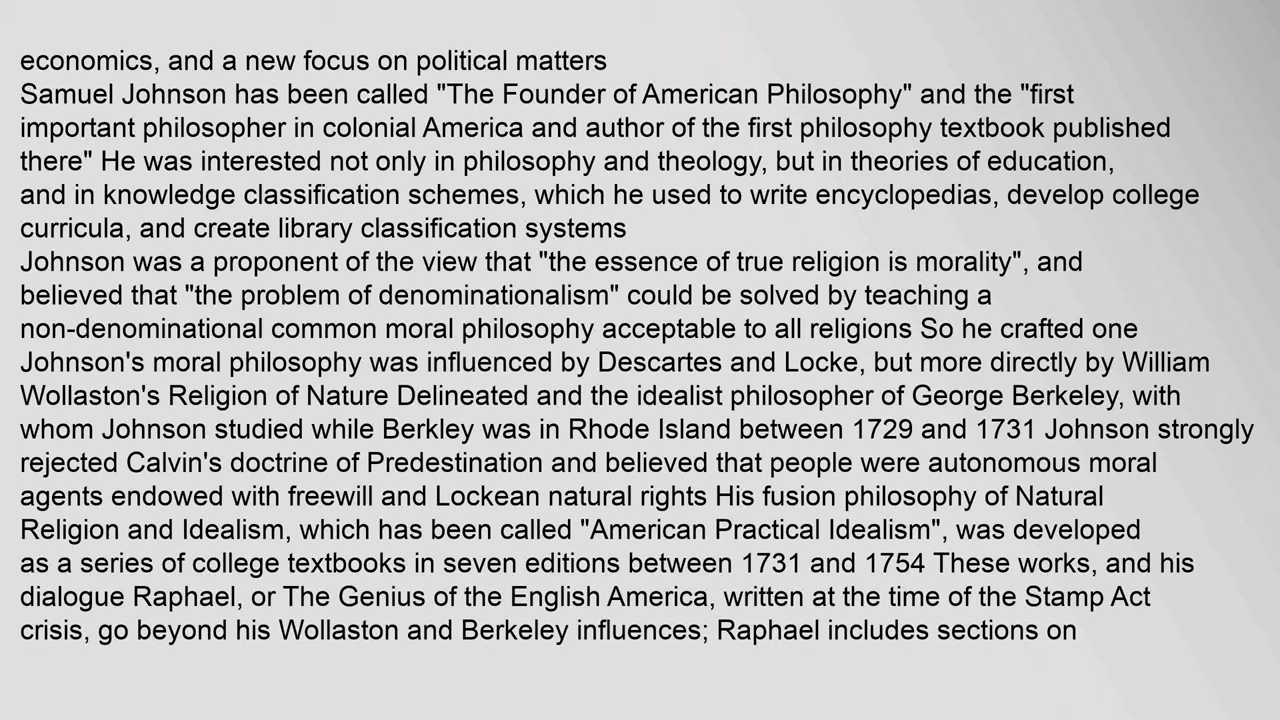 economics, and a new focus on political matters
Samuel Johnson has been called "The Founder of American Philosophy" and the "first
important philosopher in colonial America and author of the first philosophy textbook published
there" He was interested not only in philosophy and theology, but in theories of education,
and in knowledge classification schemes, which he used to write encyclopedias, develop college
curricula, and create library classification systems
Johnson was a proponent of the view that "the essence of true religion is morality", and
believed that "the problem of denominationalism" could be solved by teaching a
non-denominational common moral philosophy acceptable to all religions So he crafted one
Johnson's moral philosophy was influenced by Descartes and Locke, but more directly by William
Wollaston's Religion of Nature Delineated and the idealist philosopher of George Berkeley, with
whom Johnson studied while Berkley was in Rhode Island between 1729 and 1731 Johnson strongly
rejected Calvin's doctrine of Predestination and believed that people were autonomous moral
agents endowed with freewill and Lockean natural rights His fusion philosophy of Natural
Religion and Idealism, which has been called "American Practical Idealism", was developed
as a series of college textbooks in seven editions between 1731 and 1754 These works, and his
dialogue Raphael, or The Genius of the English America, written at the time of the Stamp Act
crisis, go beyond his Wollaston and Berkeley influences; Raphael includes sections on